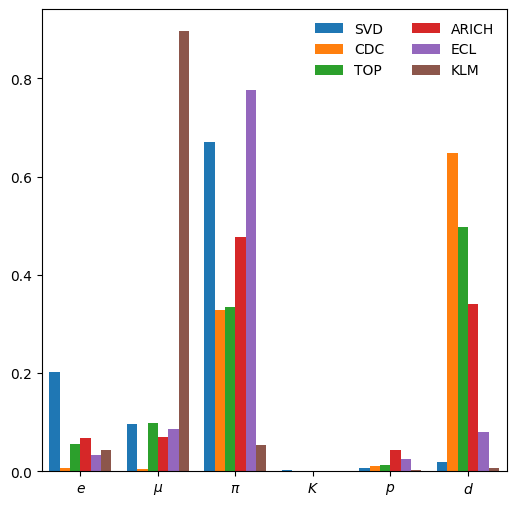 SVD ARICH
CDC ECL
TOP KLM
0.8
0.6
0.4
0.2
0.0
e μ π K p d